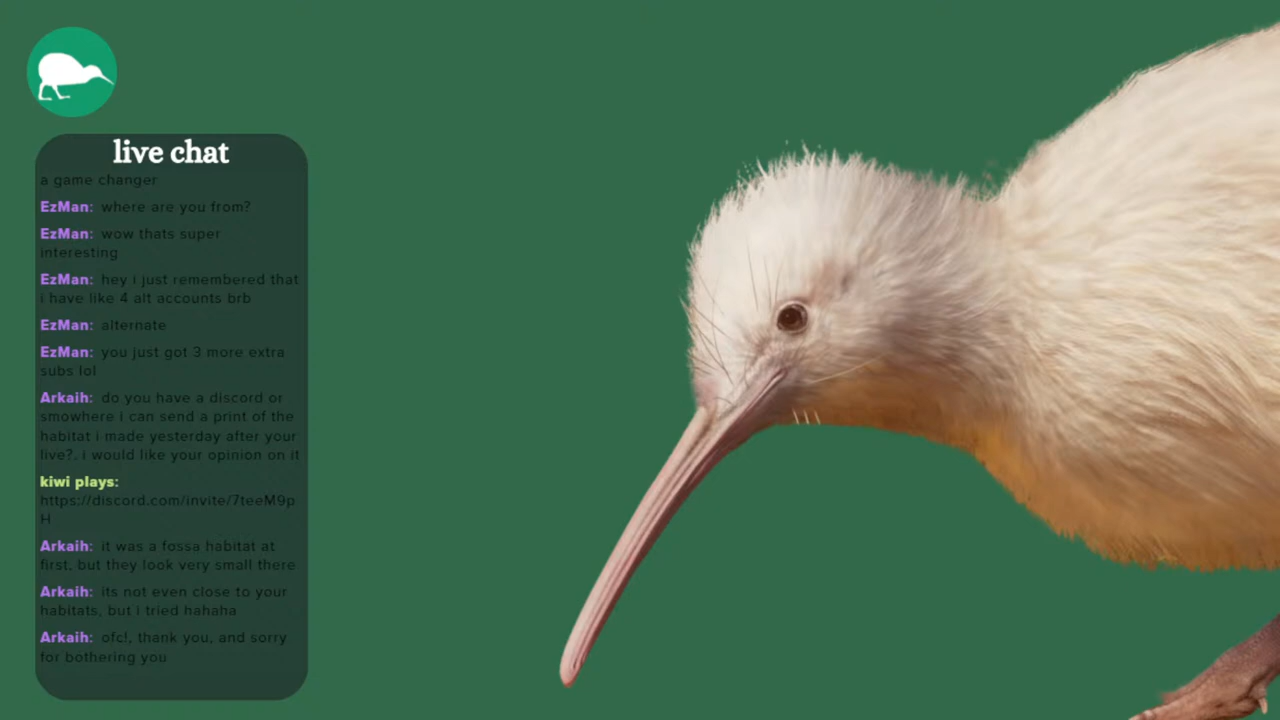 live chat
a game changer
EzMan: where are you from?
EzMan: wow thats super
interesting
EzMan: hey i just remembered that
i have like 4 alt accounts brb
EzMan: alternate
EzMan: you just got 3 more extra
subs lol
Arkaih: do you have a discord or
smowhere i can send a print of the
habitat i made yesterday after your
live?. i would like your opinion on it
kiwi plays:
https://discord.com/invite/7teeM9p
H
Arkaih: it was a fossa habitat at
first, but they look very small there
Arkaih: its not even close to your
habitats, but i tried hahaha
Arkaih: ofc!, thank you, and sorry
for bothering you